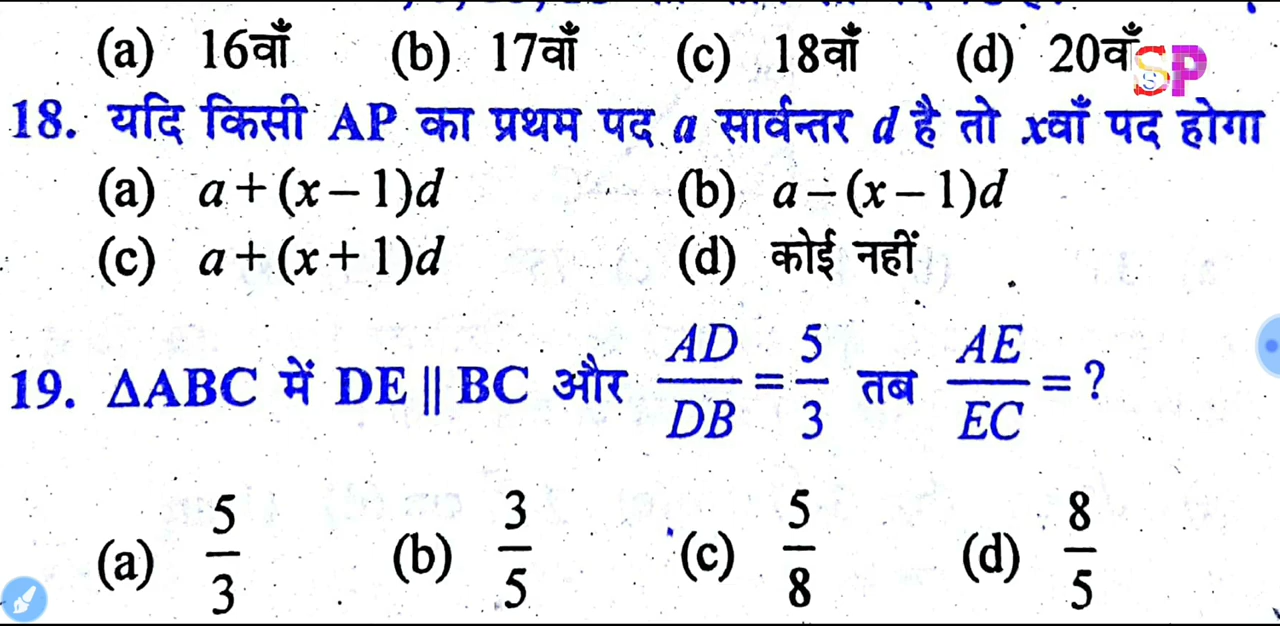 (a) 16वाँ (b) 17वाँ (c) 18वाँ (d) 20वाँ
SP
18. यदि किसी AP का प्रथम पद a सार्वन्तर d है तो xवाँ पद होगा
(a) a + (x – 1)d (b) a – (x – 1)d
(c) a + (x + 1)d (d) कोई नहीं
19. ΔABC में DE || BC और AD/DB = 5/3 तब AE/EC = ?
(a) 5/3 (b) 3/5 (c) 5/8 (d) 8/5